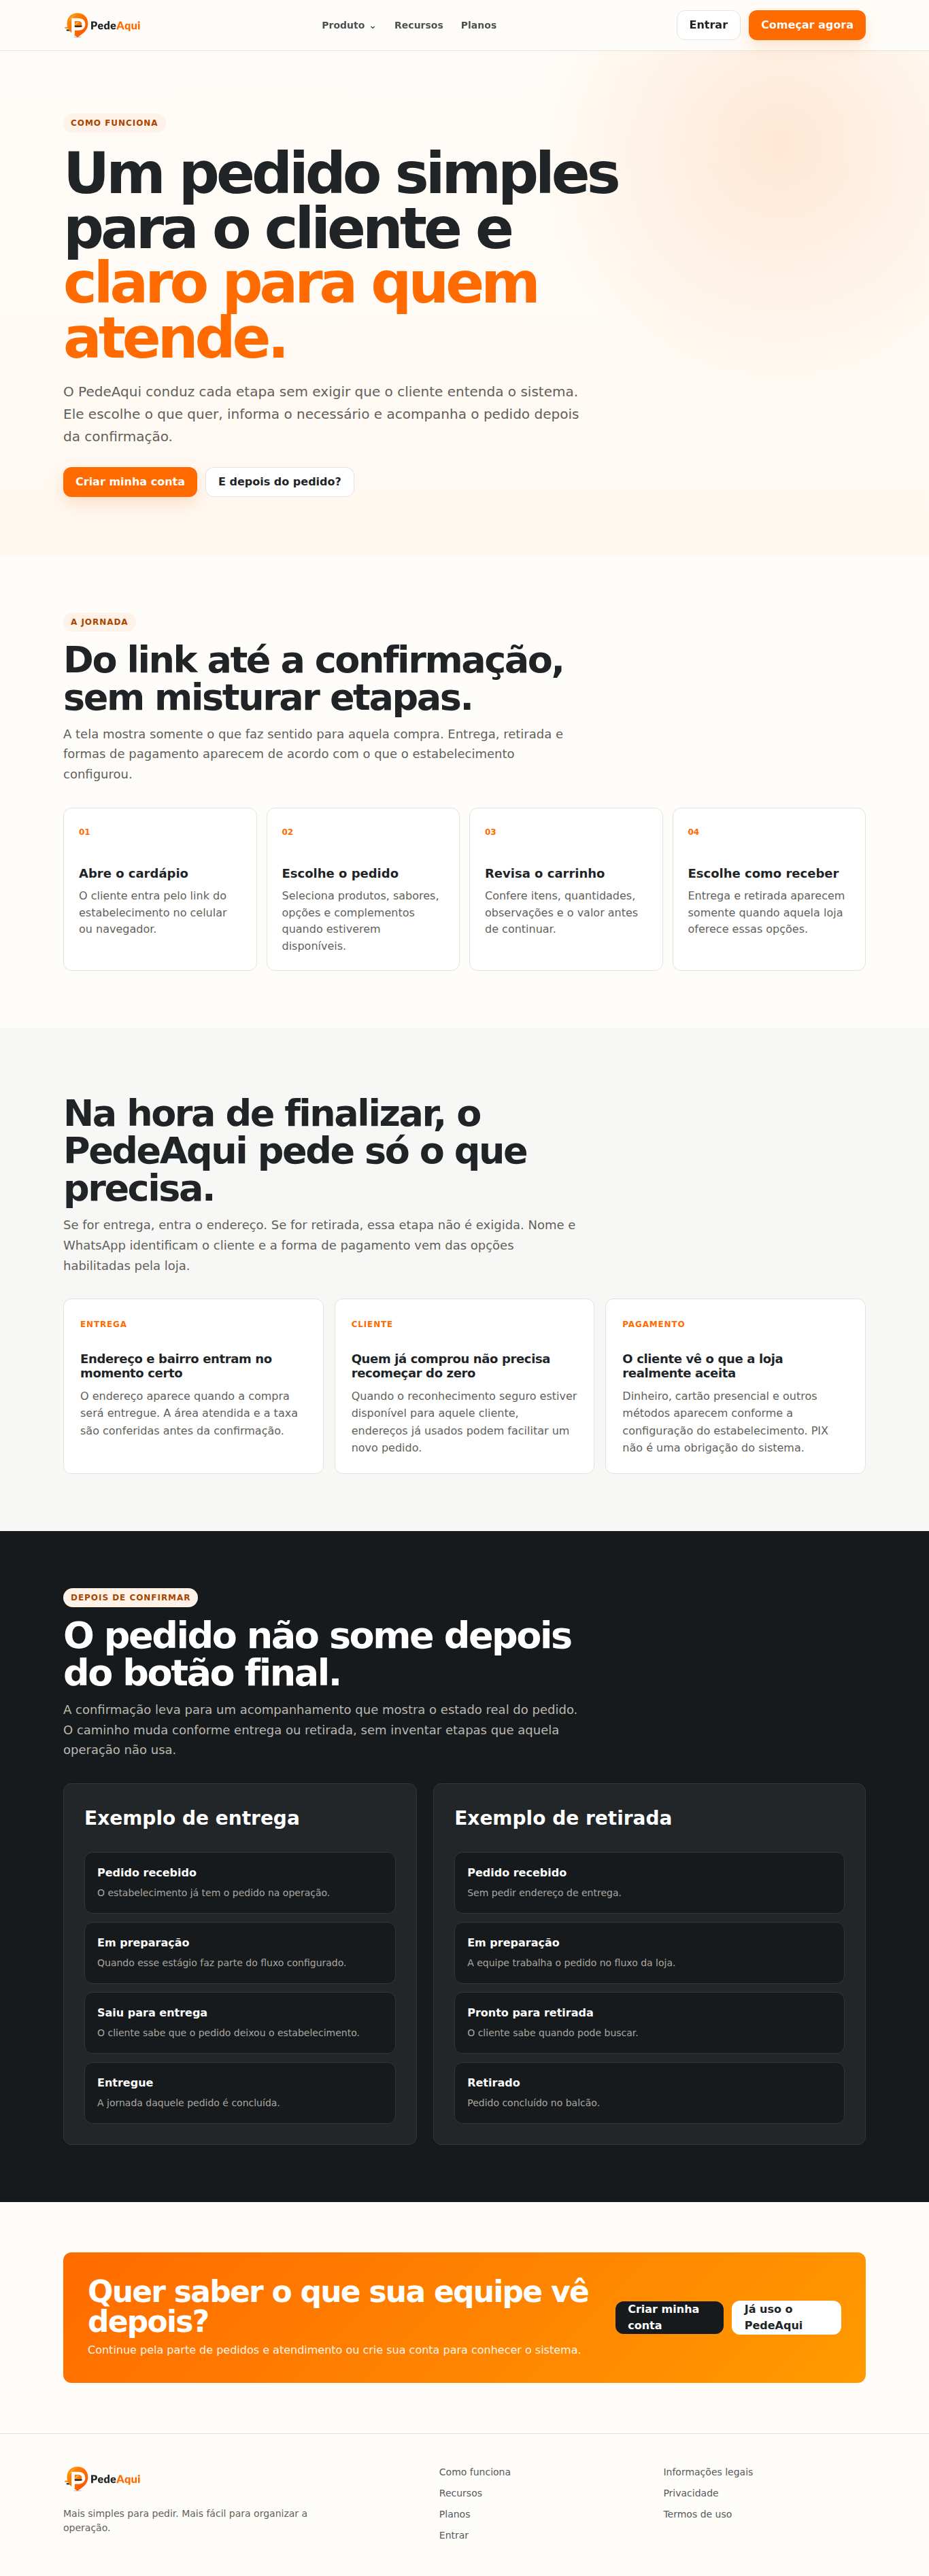 PedeAqui
Produto
Recursos
Planos
Entrar
Começar agora
COMO FUNCIONA
Um pedido simples
para o cliente e
claro para quem
atende.
O PedeAqui conduz cada etapa sem exigir que o cliente entenda o sistema.
Ele escolhe o que quer, informa o necessário e acompanha o pedido depois
da confirmação.
Criar minha conta
E depois do pedido?
A JORNADA
Do link até a confirmação,
sem misturar etapas.
A tela mostra somente o que faz sentido para aquela compra. Entrega, retirada e
formas de pagamento aparecem de acordo com o que o estabelecimento
configurou.
01
Abre o cardápio
O cliente entra pelo link do
estabelecimento no celular
ou navegador.
02
Escolhe o pedido
Seleciona produtos, sabores,
opções e complementos
quando estiverem
disponíveis.
03
Revisa o carrinho
Confere itens, quantidades,
observações e o valor antes
de continuar.
04
Escolhe como receber
Entrega e retirada aparecem
somente quando aquela loja
oferece essas opções.
Na hora de finalizar, o
PedeAqui pede só o que
precisa.
Se for entrega, entra o endereço. Se for retirada, essa etapa não é exigida. Nome e
WhatsApp identificam o cliente e a forma de pagamento vem das opções
habilitadas pela loja.
ENTREGA
Endereço e bairro entram no
momento certo
O endereço aparece quando a compra
será entregue. A área atendida e a taxa
são conferidas antes da confirmação.
CLIENTE
Quem já comprou não precisa
recomeçar do zero
Quando o reconhecimento seguro estiver
disponível para aquele cliente,
endereços já usados podem facilitar um
novo pedido.
PAGAMENTO
O cliente vê o que a loja
realmente aceita
Dinheiro, cartão presencial e outros
métodos aparecem conforme a
configuração do estabelecimento. PIX
não é uma obrigação do sistema.
DEPOIS DE CONFIRMAR
O pedido não some depois
do botão final.
A confirmação leva para um acompanhamento que mostra o estado real do pedido.
O caminho muda conforme entrega ou retirada, sem inventar etapas que aquela
operação não usa.
Exemplo de entrega
Pedido recebido
O estabelecimento já tem o pedido na operação.
Em preparação
Quando esse estágio faz parte do fluxo configurado.
Saiu para entrega
O cliente sabe que o pedido deixou o estabelecimento.
Entregue
A jornada daquele pedido é concluída.
Exemplo de retirada
Pedido recebido
Sem pedir endereço de entrega.
Em preparação
A equipe trabalha o pedido no fluxo da loja.
Pronto para retirada
O cliente sabe quando pode buscar.
Retirado
Pedido concluído no balcão.
Quer saber o que sua equipe vê
depois?
Continue pela parte de pedidos e atendimento ou crie sua conta para conhecer o sistema.
Criar minha
conta
Já uso o
PedeAqui
PedeAqui
Mais simples para pedir. Mais fácil para organizar a
operação.
Como funciona
Recursos
Planos
Entrar
Informações legais
Privacidade
Termos de uso